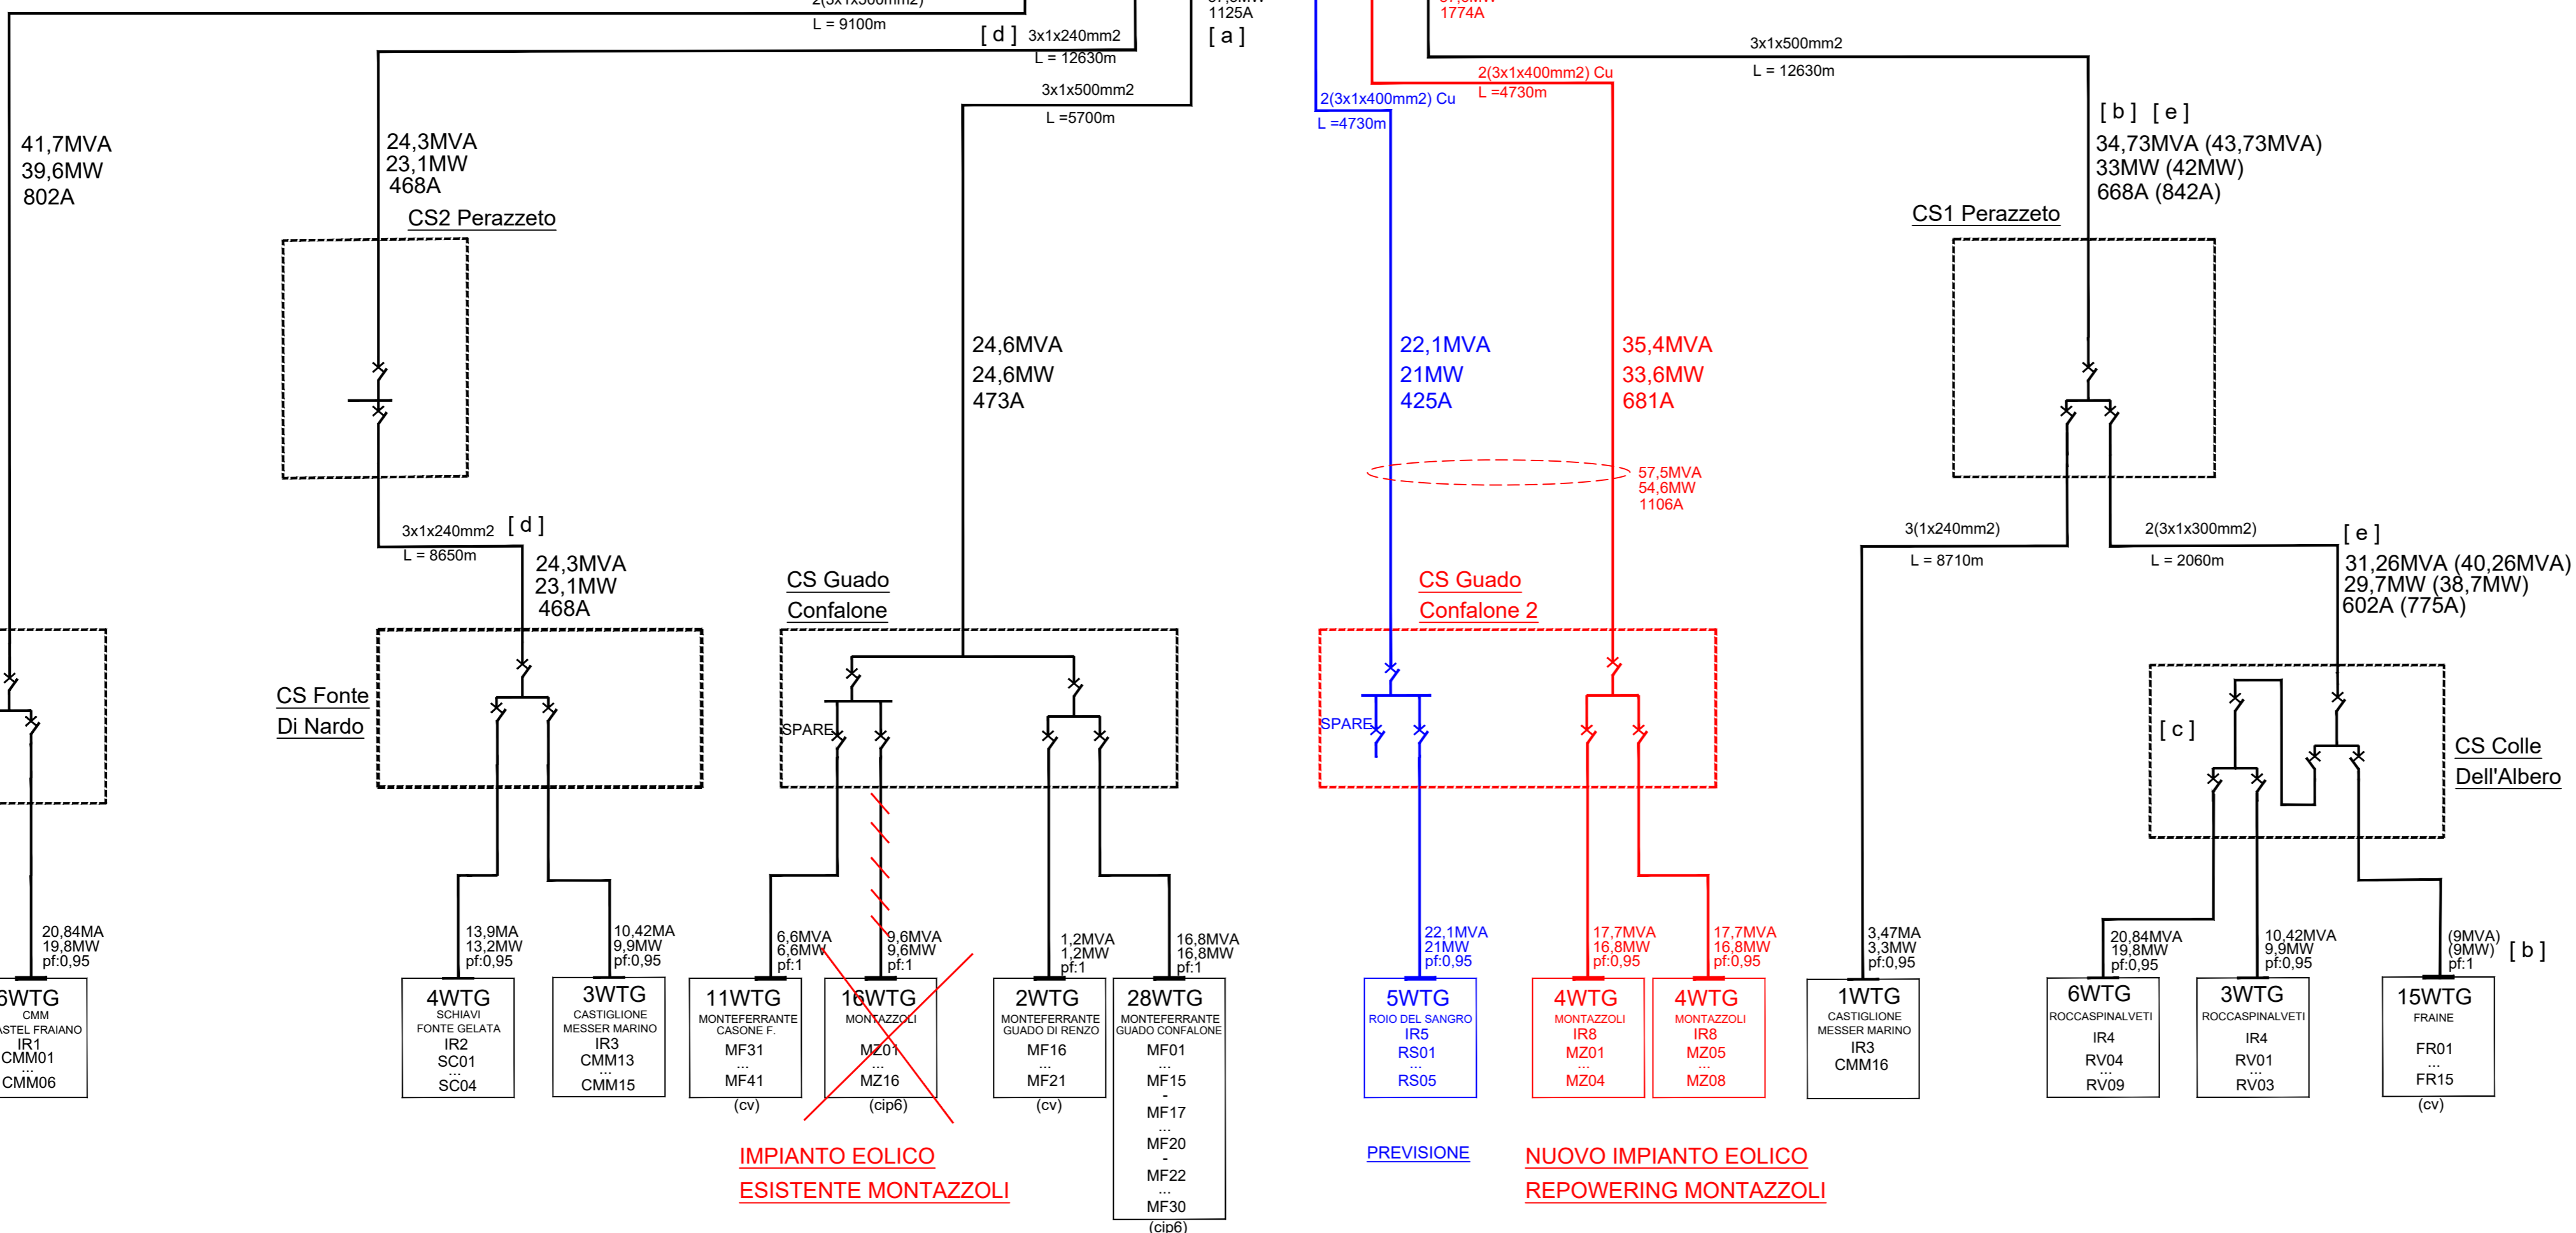 L = 9100m
1125A
[ a ]
[ d ]
3x1x240mm2
L = 12630m
3x1x500mm2
L =5700m
1774A
2(3x1x400mm2) Cu
L =4730m
2(3x1x400mm2) Cu
L =4730m
3x1x500mm2
L = 12630m
[ b ] [ e ]
34,73MVA (43,73MVA)
33MW (42MW)
668A (842A)
41,7MVA
39,6MW
802A
24,3MVA
23,1MW
468A
CS2 Perazzeto
CS1 Perazzeto
24,6MVA
24,6MW
473A
22,1MVA
21MW
425A
35,4MVA
33,6MW
681A
57,5MVA
54,6MW
1106A
3x1x240mm2
[ d ]
L = 8650m
24,3MVA
23,1MW
468A
3(1x240mm2)
L = 8710m
2(3x1x300mm2)
L = 2060m
[ e ]
31,26MVA (40,26MVA)
29,7MW (38,7MW)
602A (775A)
CS Guado
Confalone
CS Guado
Confalone 2
CS Fonte
Di Nardo
SPARE
SPARE
[ c ]
CS Colle
Dell'Albero
20,84MA
19,8MW
pf:0,95
6WTG
CMM
ASTEL FRAIANO
IR1
CMM01
...
CMM06
13,9MA
13,2MW
pf:0,95
4WTG
SCHIAVI
FONTE GELATA
IR2
SC01
...
SC04
10,42MA
9,9MW
pf:0,95
3WTG
CASTIGLIONE
MESSER MARINO
IR3
CMM13
...
CMM15
6,6MVA
6,6MW
pf:1
11WTG
MONTEFERRANTE
CASONE F.
MF31
...
MF41
(cv)
9,6MVA
9,6MW
pf:1
16WTG
MONTAZZOLI
MZ01
...
MZ16
(cip6)
1,2MVA
1,2MW
pf:1
2WTG
MONTEFERRANTE
GUADO DI RENZO
MF16
...
MF21
(cv)
16,8MVA
16,8MW
pf:1
28WTG
MONTEFERRANTE
GUADO CONFALONE
MF01
...
MF15
-
MF17
...
MF20
-
MF22
...
MF30
(cip6)
22,1MVA
21MW
pf:0,95
5WTG
ROIO DEL SANGRO
IR5
RS01
...
RS05
17,7MVA
16,8MW
pf:0,95
4WTG
MONTAZZOLI
IR8
MZ01
...
MZ04
17,7MVA
16,8MW
pf:0,95
4WTG
MONTAZZOLI
IR8
MZ05
...
MZ08
3,47MA
3,3MW
pf:0,95
1WTG
CASTIGLIONE
MESSER MARINO
IR3
CMM16
20,84MVA
19,8MW
pf:0,95
6WTG
ROCCASPINALVETI
IR4
RV04
...
RV09
10,42MVA
9,9MW
pf:0,95
3WTG
ROCCASPINALVETI
IR4
RV01
...
RV03
(9MVA)
(9MW)
pf:1
[ b ]
15WTG
FRAINE
FR01
...
FR15
(cv)
IMPIANTO EOLICO
ESISTENTE MONTAZZOLI
PREVISIONE
NUOVO IMPIANTO EOLICO
REPOWERING MONTAZZOLI